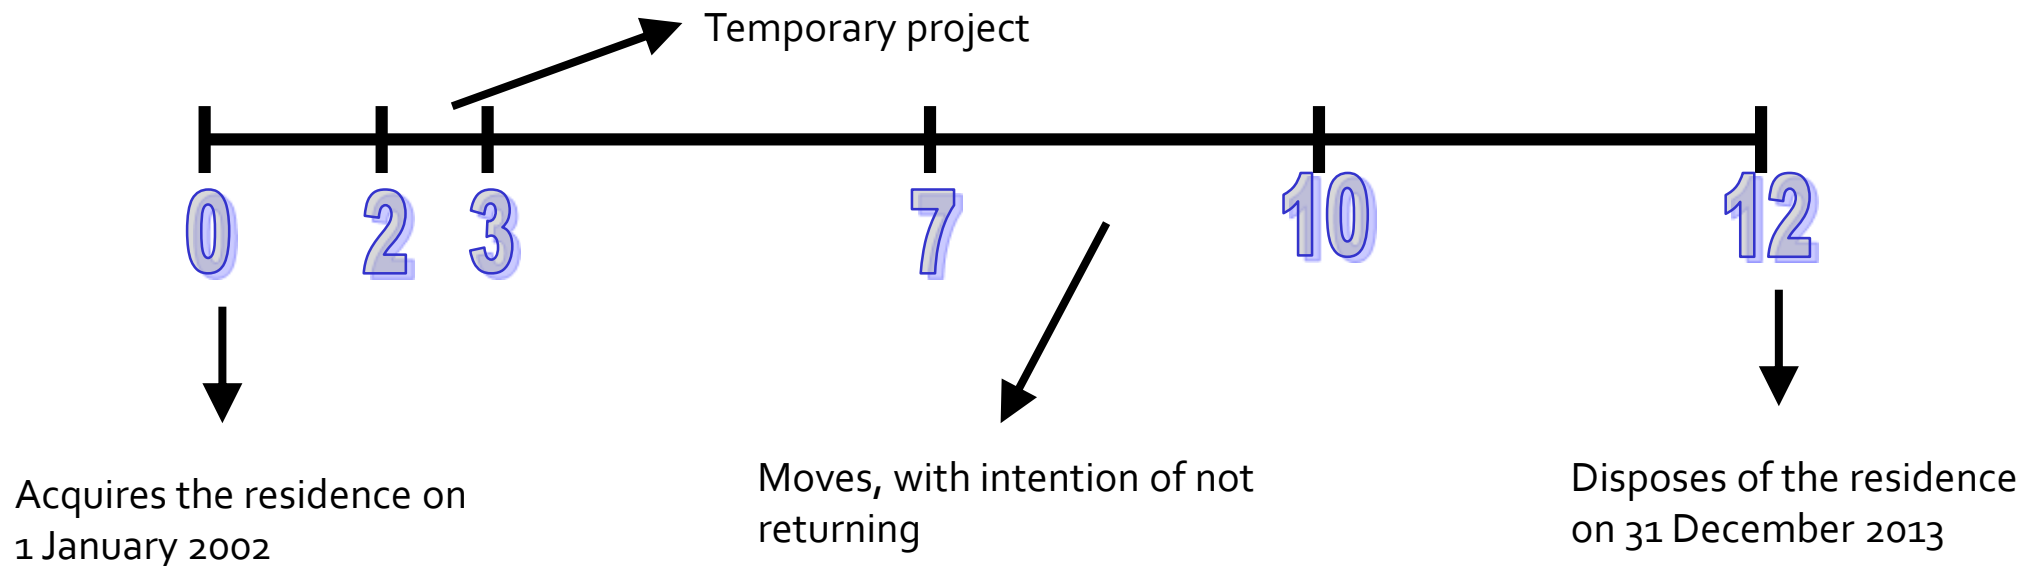 Temporary project
0 2 3 7 10 12
Acquires the residence on
1 January 2002
Moves, with intention of not
returning
Disposes of the residence
on 31 December 2013